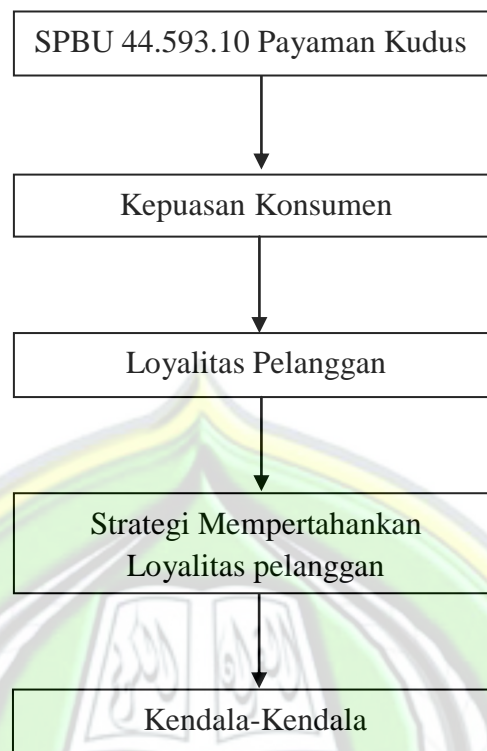 SPBU 44.593.10 Payaman Kudus
Kepuasan Konsumen
Loyalitas Pelanggan
Strategi Mempertahankan
Loyalitas pelanggan
Kendala-Kendala